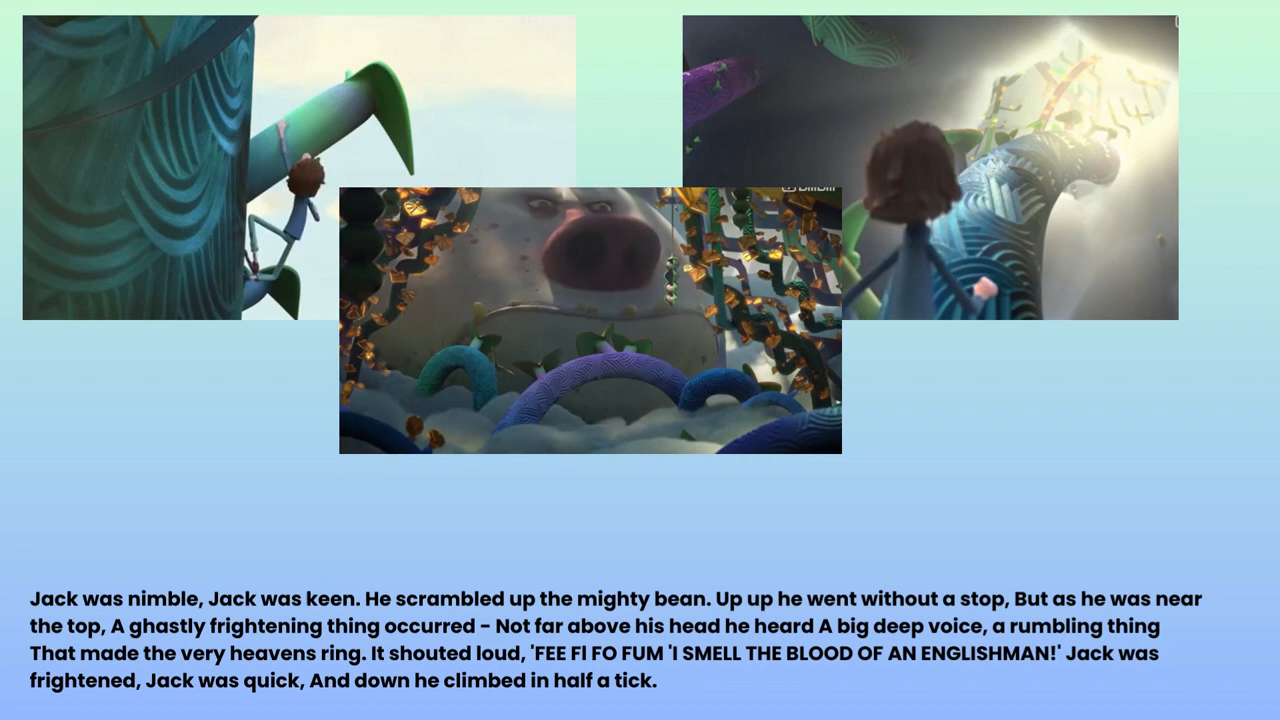 Jack was nimble, Jack was keen. He scrambled up the mighty bean. Up up he went without a stop, But as he was near
the top, A ghastly frightening thing occurred - Not far above his head he heard A big deep voice, a rumbling thing
That made the very heavens ring. It shouted loud, 'FEE FI FO FUM 'I SMELL THE BLOOD OF AN ENGLISHMAN!' Jack was
frightened, Jack was quick, And down he climbed in half a tick.